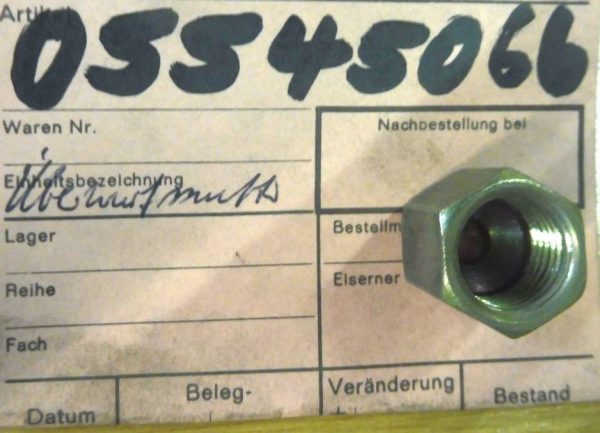 Artikel
05545066
Waren Nr.
Nachbestellung bei
Einheitsbezeichnung
Überwurfmutter
Lager
Bestellm
Reihe
Eiserner
Fach
Datum
Beleg-
Veränderung
Bestand